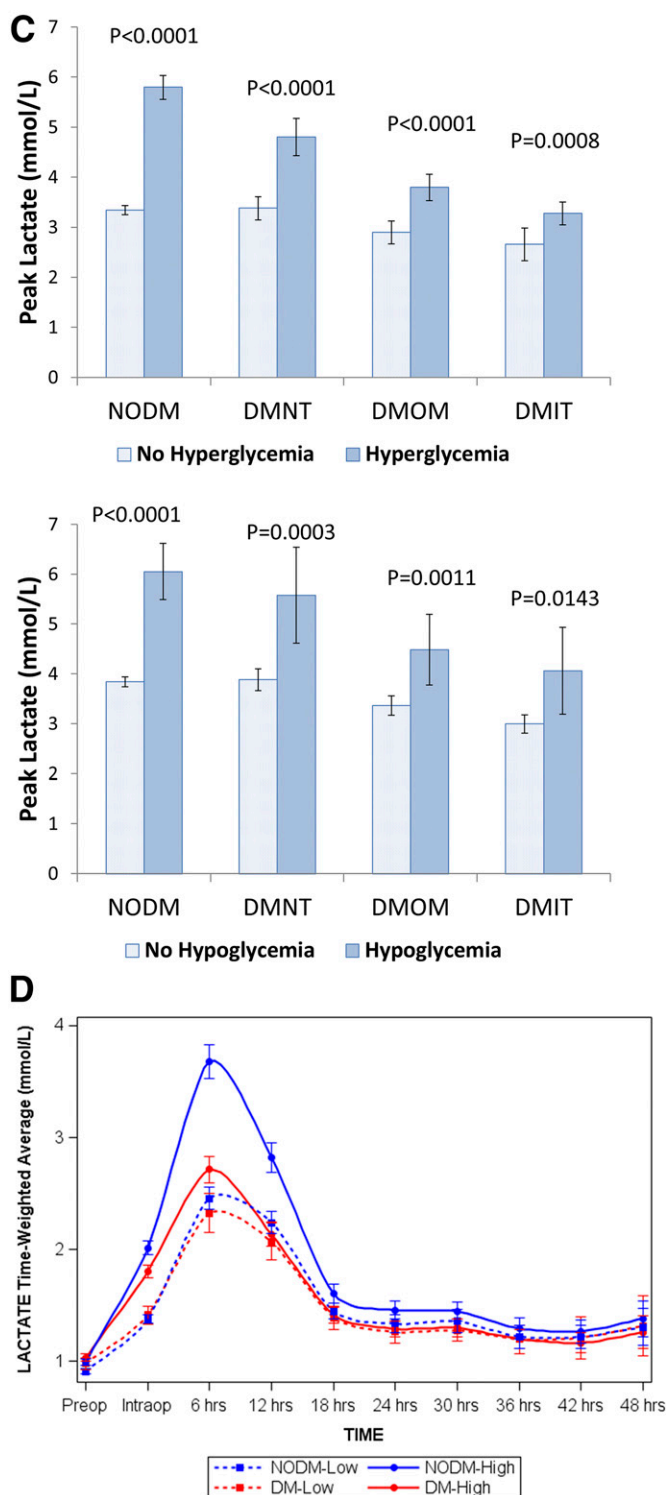 C
7
6
5
4
3
2
1
0
Peak Lactate (mmol/L)
P<0.0001
P<0.0001
P<0.0001
P=0.0008
NODM DMNT DMOM DMIT
No Hyperglycemia Hyperglycemia
7
6
5
4
3
2
1
0
Peak Lactate (mmol/L)
P<0.0001
P=0.0003
P=0.0011
P=0.0143
NODM DMNT DMOM DMIT
No Hypoglycemia Hypoglycemia
D
4
3
2
1
LACTATE Time-Weighted Average (mmol/L)
Preop Intraop 6 hrs 12 hrs 18 hrs 24 hrs 30 hrs 36 hrs 42 hrs 48 hrs
TIME
NODM-Low NODM-High
DM-Low DM-High